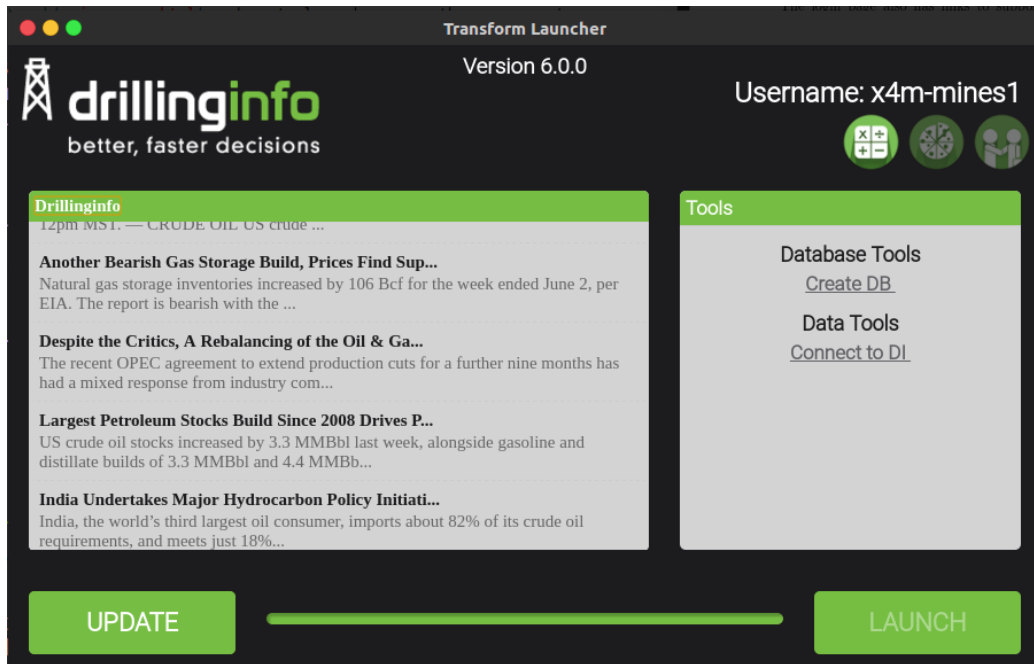 Transform Launcher
Version 6.0.0
drillinginfo
better, faster decisions
Username: x4m-mines1
Drillinginfo
12pm MST. — CRUDE OIL US crude ...
Another Bearish Gas Storage Build, Prices Find Sup...
Natural gas storage inventories increased by 106 Bcf for the week ended June 2, per
EIA. The report is bearish with the ...
Despite the Critics, A Rebalancing of the Oil & Ga...
The recent OPEC agreement to extend production cuts for a further nine months has
had a mixed response from industry com...
Largest Petroleum Stocks Build Since 2008 Drives P...
US crude oil stocks increased by 3.3 MMBbl last week, alongside gasoline and
distillate builds of 3.3 MMBbl and 4.4 MMBb...
India Undertakes Major Hydrocarbon Policy Initiati...
India, the world’s third largest oil consumer, imports about 82% of its crude oil
requirements, and meets just 18%...
Tools
Database Tools
Create DB
Data Tools
Connect to DI
UPDATE
LAUNCH